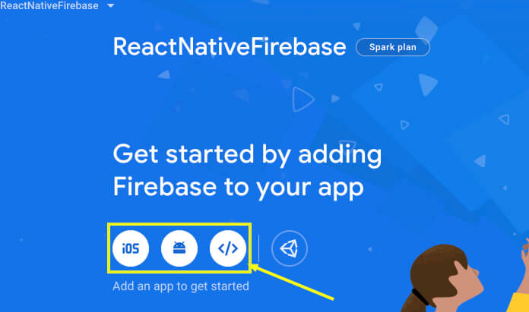 ReactNativeFirebase
ReactNativeFirebase Spark plan
Get started by adding
Firebase to your app
iOS </>
Add an app to get started